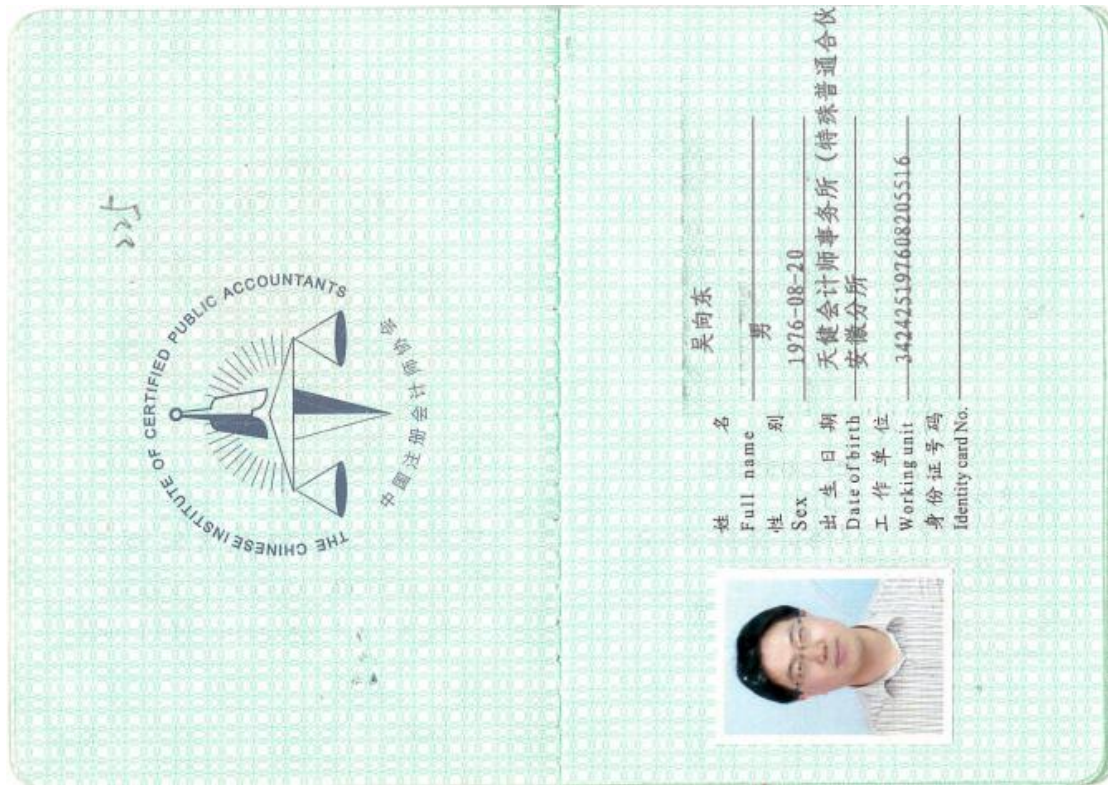 225
THE CHINESE INSTITUTE OF CERTIFIED PUBLIC ACCOUNTANTS
中国注册会计师协会
姓 名 吴向东
Full name
性 别 男
Sex
出 生 日 期 1976-08-20
Date of birth
工 作 单 位 天健会计师事务所（特殊普通合伙
安徽分所
Working unit
身 份 证 号 码 342425197608205516
Identity card No.